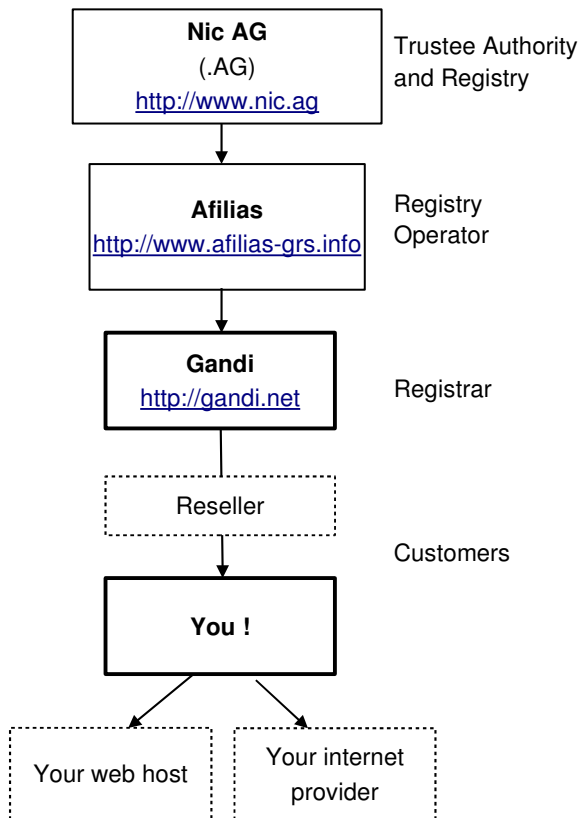 Nic AG
(.AG)
http://www.nic.ag
Trustee Authority
and Registry
Afilias
http://www.afilias-grs.info
Registry
Operator
Gandi
http://gandi.net
Registrar
Reseller
Customers
You !
Your web host
Your internet
provider